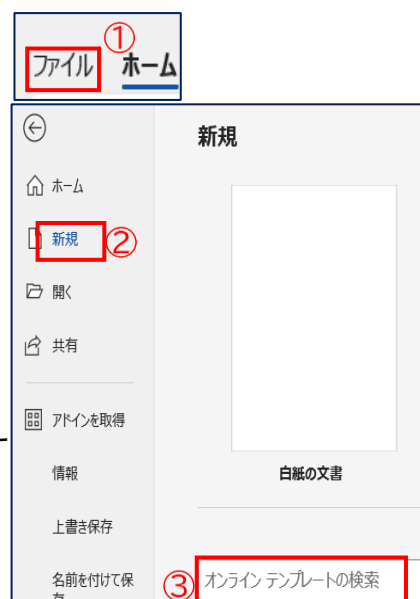 ①
ファイル ホーム
新規
ホーム
新規 ②
開く
共有
アドインを取得
情報
白紙の文書
上書き保存
名前を付けて保
存
③ オンライン テンプレートの検索